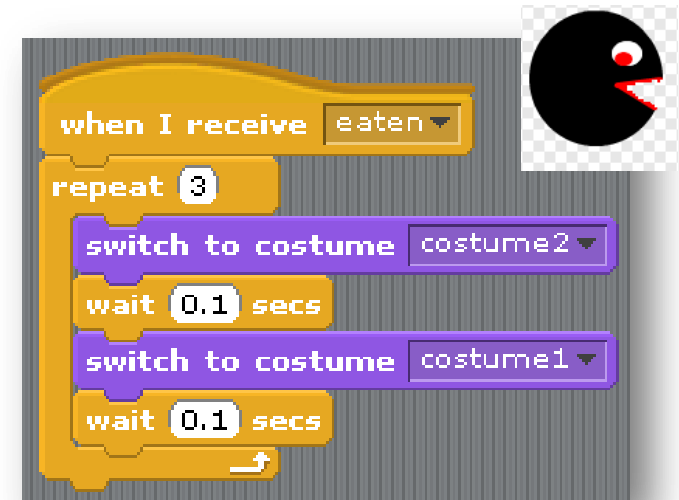 when I receive eaten
repeat 3
switch to costume costume2
wait 0.1 secs
switch to costume costume1
wait 0.1 secs